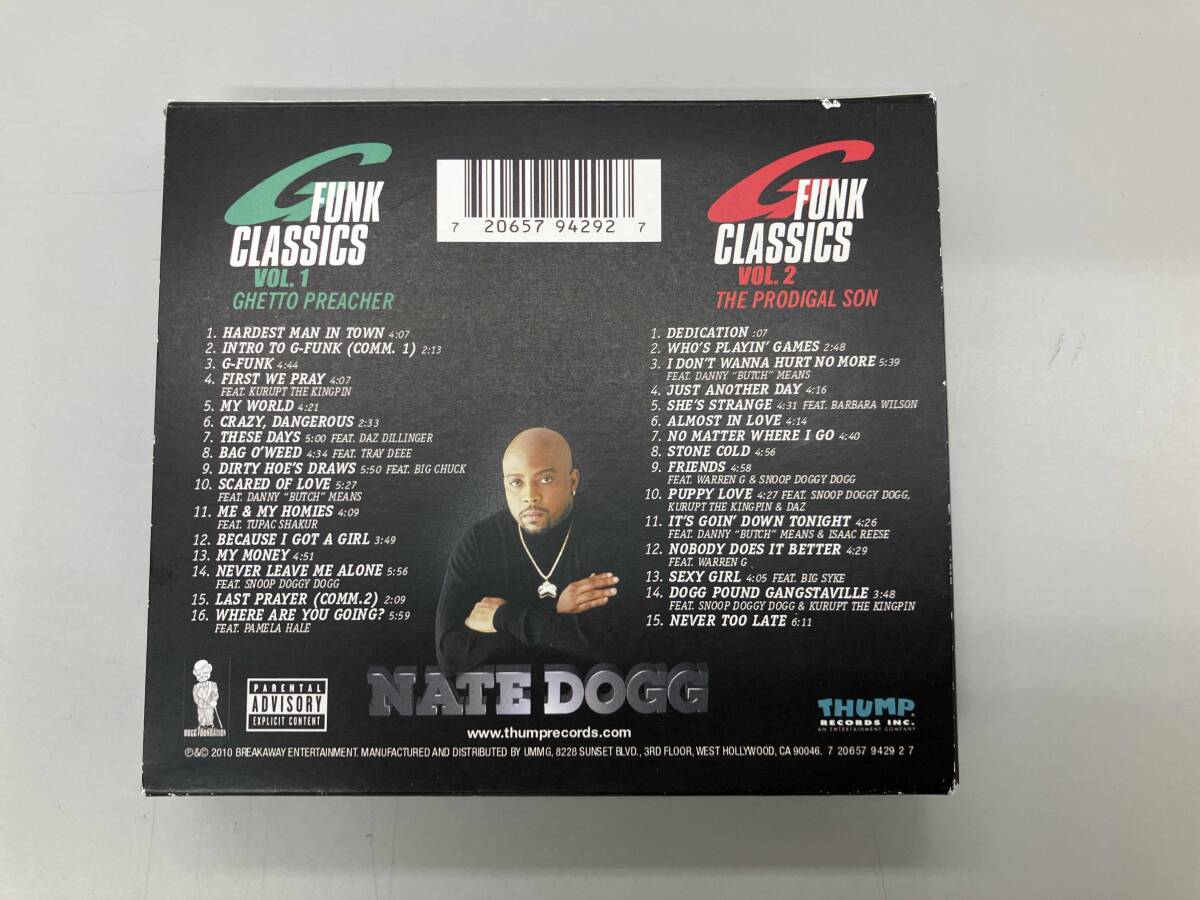 G FUNK
CLASSICS
VOL. 1
GHETTO PREACHER
1. HARDEST MAN IN TOWN 4:07
2. INTRO TO G-FUNK (COMM. 1) 2:13
3. G-FUNK 4:44
4. FIRST WE PRAY 4:07
FEAT. KURUPT THE KINGPIN
5. MY WORLD 4:21
6. CRAZY, DANGEROUS 2:33
7. THESE DAYS 5:00 FEAT. DAZ DILLINGER
8. BAG O'WEED 4:34 FEAT. TRAY DEEE
9. DIRTY HOE'S DRAWS 5:50 FEAT. BIG CHUCK
10. SCARED OF LOVE 5:27
FEAT. DANNY "BUTCH" MEANS
11. ME & MY HOMIES 4:09
FEAT. TUPAC SHAKUR
12. BECAUSE I GOT A GIRL 3:49
13. MY MONEY 4:51
14. NEVER LEAVE ME ALONE 5:56
FEAT. SNOOP DOGGY DOGG
15. LAST PRAYER (COMM.2) 2:09
16. WHERE ARE YOU GOING? 5:59
FEAT. PAMELA HALE
7 20657 94292 7
G FUNK
CLASSICS
VOL. 2
THE PRODIGAL SON
1. DEDICATION :07
2. WHO'S PLAYIN' GAMES 2:48
3. I DON'T WANNA HURT NO MORE 5:39
FEAT. DANNY "BUTCH" MEANS
4. JUST ANOTHER DAY 4:16
5. SHE'S STRANGE 4:31 FEAT. BARBARA WILSON
6. ALMOST IN LOVE 4:14
7. NO MATTER WHERE I GO 4:40
8. STONE COLD 4:56
9. FRIENDS 4:58
FEAT. WARREN G & SNOOP DOGGY DOGG
10. PUPPY LOVE 4:27 FEAT. SNOOP DOGGY DOGG,
KURUPT THE KINGPIN & DAZ
11. IT'S GOIN' DOWN TONIGHT 4:26
FEAT. DANNY "BUTCH" MEANS & ISAAC REESE
12. NOBODY DOES IT BETTER 4:29
FEAT. WARREN G
13. SEXY GIRL 4:05 FEAT. BIG SYKE
14. DOGG POUND GANGSTAVILLE 3:48
FEAT. SNOOP DOGGY DOGG & KURUPT THE KINGPIN
15. NEVER TOO LATE 6:11
DOGG FOUNDATION
PARENTAL
ADVISORY
EXPLICIT CONTENT
NATE DOGG
www.thumprecords.com
THUMP
RECORDS INC.
AN ENTERTAINMENT COMPANY
℗&© 2010 BREAKAWAY ENTERTAINMENT. MANUFACTURED AND DISTRIBUTED BY UMMG, 8228 SUNSET BLVD., 3RD FLOOR, WEST HOLLYWOOD, CA 90046. 7 20657 9429 2 7